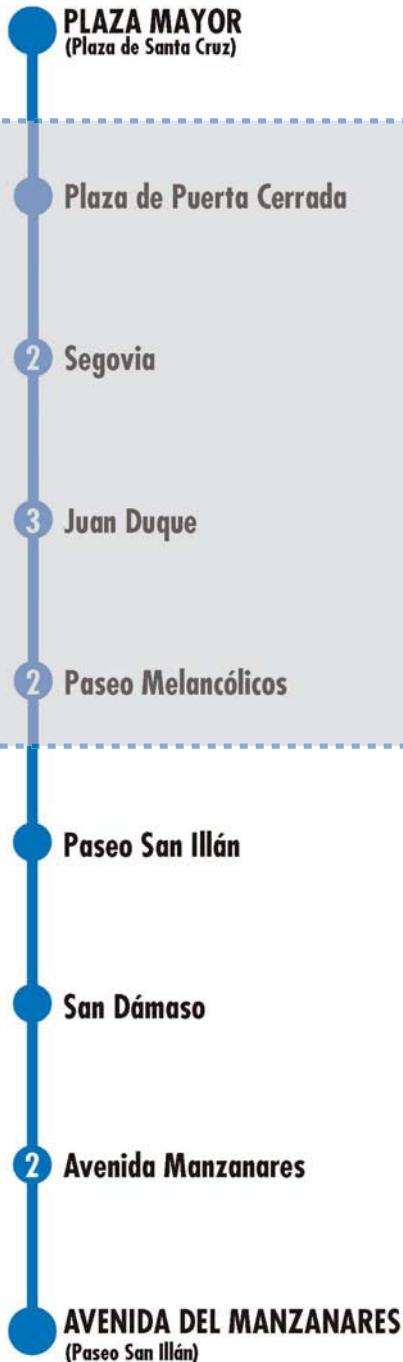 PLAZA MAYOR
(Plaza de Santa Cruz)
Plaza de Puerta Cerrada
2 Segovia
3 Juan Duque
2 Paseo Melancólicos
Paseo San Illán
San Dámaso
2 Avenida Manzanares
AVENIDA DEL MANZANARES
(Paseo San Illán)